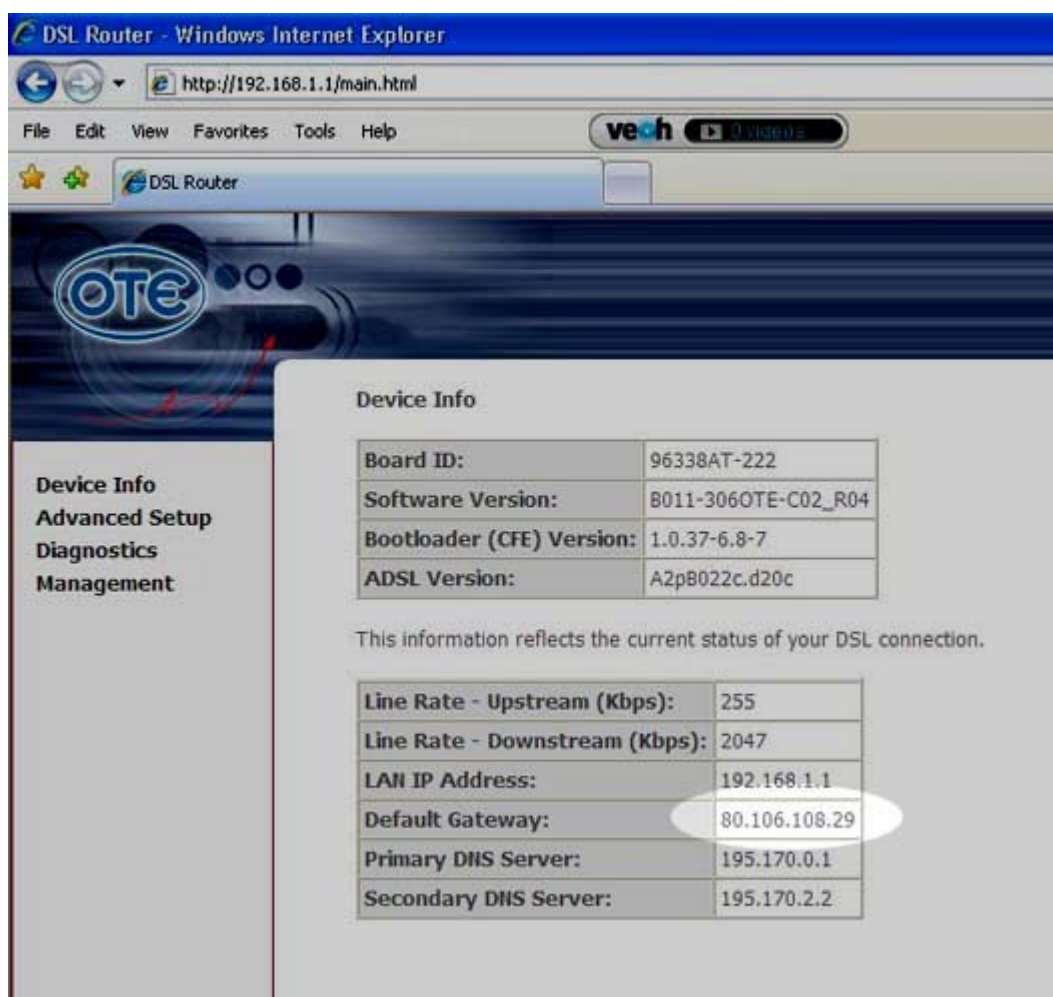 DSL Router - Windows Internet Explorer
http://192.168.1.1/main.html
File Edit View Favorites Tools Help
veoh 0 videos
DSL Router
OTE
Device Info
Advanced Setup
Diagnostics
Management
Device Info
Board ID: 96338AT-222
Software Version: B011-306OTE-C02_R04
Bootloader (CFE) Version: 1.0.37-6.8-7
ADSL Version: A2pB022c.d20c
This information reflects the current status of your DSL connection.
Line Rate - Upstream (Kbps): 255
Line Rate - Downstream (Kbps): 2047
LAN IP Address: 192.168.1.1
Default Gateway: 80.106.108.29
Primary DNS Server: 195.170.0.1
Secondary DNS Server: 195.170.2.2